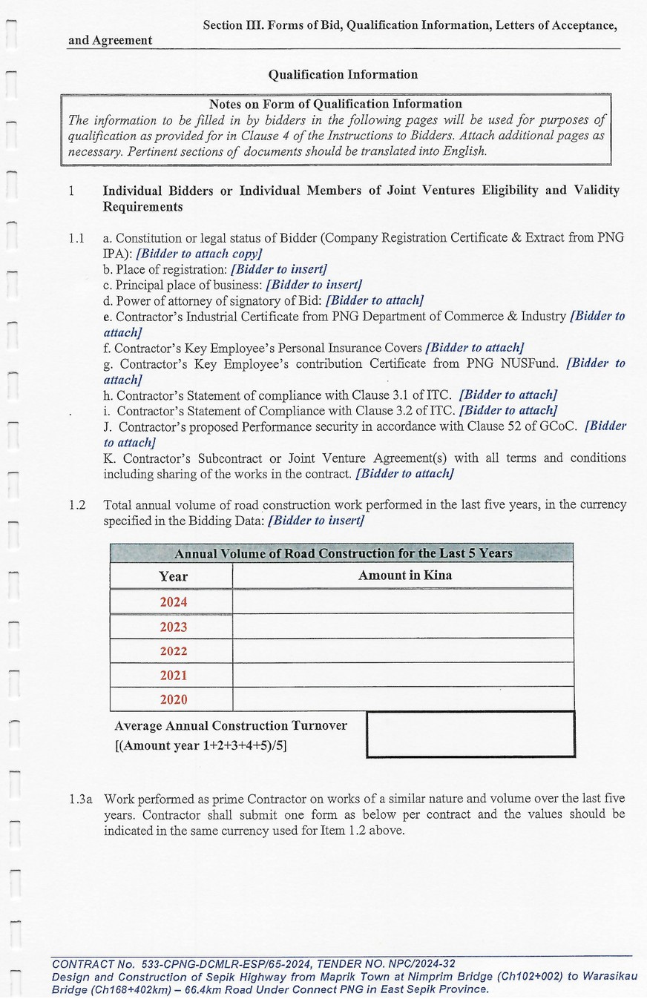 Section III. Forms of Bid, Qualification Information, Letters of Acceptance,
and Agreement
Qualification Information
Notes on Form of Qualification Information
The information to be filled in by bidders in the following pages will be used for purposes of
qualification as provided for in Clause 4 of the Instructions to Bidders. Attach additional pages as
necessary. Pertinent sections of documents should be translated into English.
1 Individual Bidders or Individual Members of Joint Ventures Eligibility and Validity
Requirements
1.1 a. Constitution or legal status of Bidder (Company Registration Certificate & Extract from PNG
IPA): [Bidder to attach copy]
b. Place of registration: [Bidder to insert]
c. Principal place of business: [Bidder to insert]
d. Power of attorney of signatory of Bid: [Bidder to attach]
e. Contractor's Industrial Certificate from PNG Department of Commerce & Industry [Bidder to
attach]
f. Contractor's Key Employee's Personal Insurance Covers [Bidder to attach]
g. Contractor's Key Employee's contribution Certificate from PNG NUSFund. [Bidder to
attach]
h. Contractor's Statement of compliance with Clause 3.1 of ITC. [Bidder to attach]
i. Contractor's Statement of Compliance with Clause 3.2 of ITC. [Bidder to attach]
J. Contractor's proposed Performance security in accordance with Clause 52 of GCoC. [Bidder
to attach]
K. Contractor's Subcontract or Joint Venture Agreement(s) with all terms and conditions
including sharing of the works in the contract. [Bidder to attach]
1.2 Total annual volume of road construction work performed in the last five years, in the currency
specified in the Bidding Data: [Bidder to insert]
Annual Volume of Road Construction for the Last 5 Years
Year Amount in Kina
2024
2023
2022
2021
2020
Average Annual Construction Turnover
[(Amount year 1+2+3+4+5)/5]
1.3a Work performed as prime Contractor on works of a similar nature and volume over the last five
years. Contractor shall submit one form as below per contract and the values should be
indicated in the same currency used for Item 1.2 above.
CONTRACT No. 533-CPNG-DCMLR-ESP/65-2024, TENDER NO. NPC/2024-32
Design and Construction of Sepik Highway from Maprik Town at Nimprim Bridge (Ch102+002) to Warasikau
Bridge (Ch168+402km) – 66.4km Road Under Connect PNG in East Sepik Province.